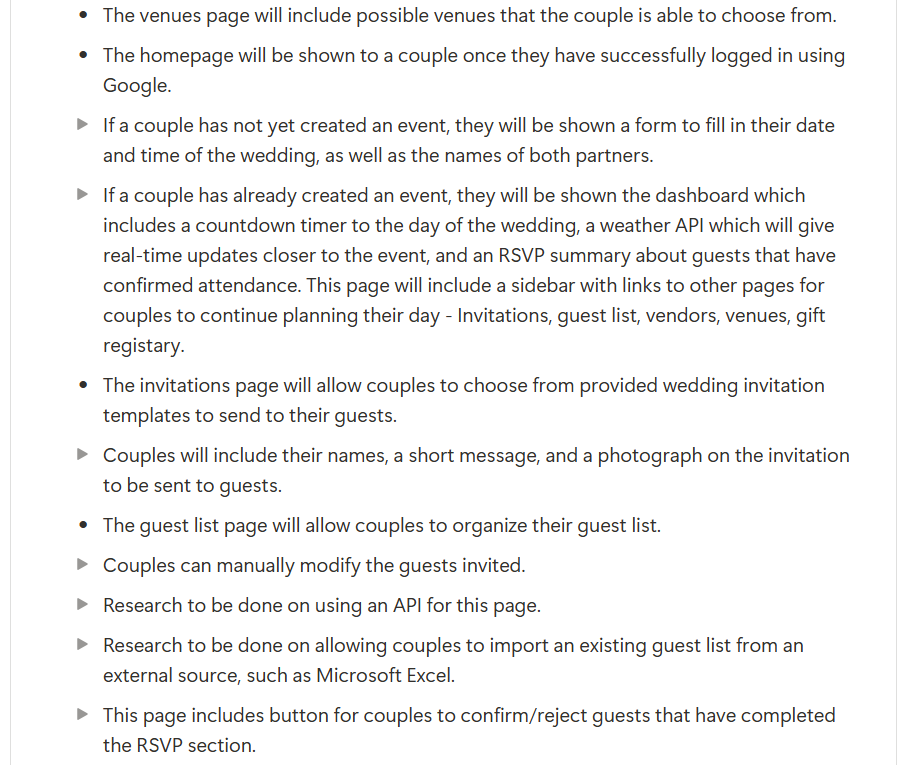 • The venues page will include possible venues that the couple is able to choose from.
• The homepage will be shown to a couple once they have successfully logged in using
Google.
▶ If a couple has not yet created an event, they will be shown a form to fill in their date
and time of the wedding, as well as the names of both partners.
▶ If a couple has already created an event, they will be shown the dashboard which
includes a countdown timer to the day of the wedding, a weather API which will give
real-time updates closer to the event, and an RSVP summary about guests that have
confirmed attendance. This page will include a sidebar with links to other pages for
couples to continue planning their day - Invitations, guest list, vendors, venues, gift
registary.
• The invitations page will allow couples to choose from provided wedding invitation
templates to send to their guests.
▶ Couples will include their names, a short message, and a photograph on the invitation
to be sent to guests.
• The guest list page will allow couples to organize their guest list.
▶ Couples can manually modify the guests invited.
▶ Research to be done on using an API for this page.
▶ Research to be done on allowing couples to import an existing guest list from an
external source, such as Microsoft Excel.
▶ This page includes button for couples to confirm/reject guests that have completed
the RSVP section.